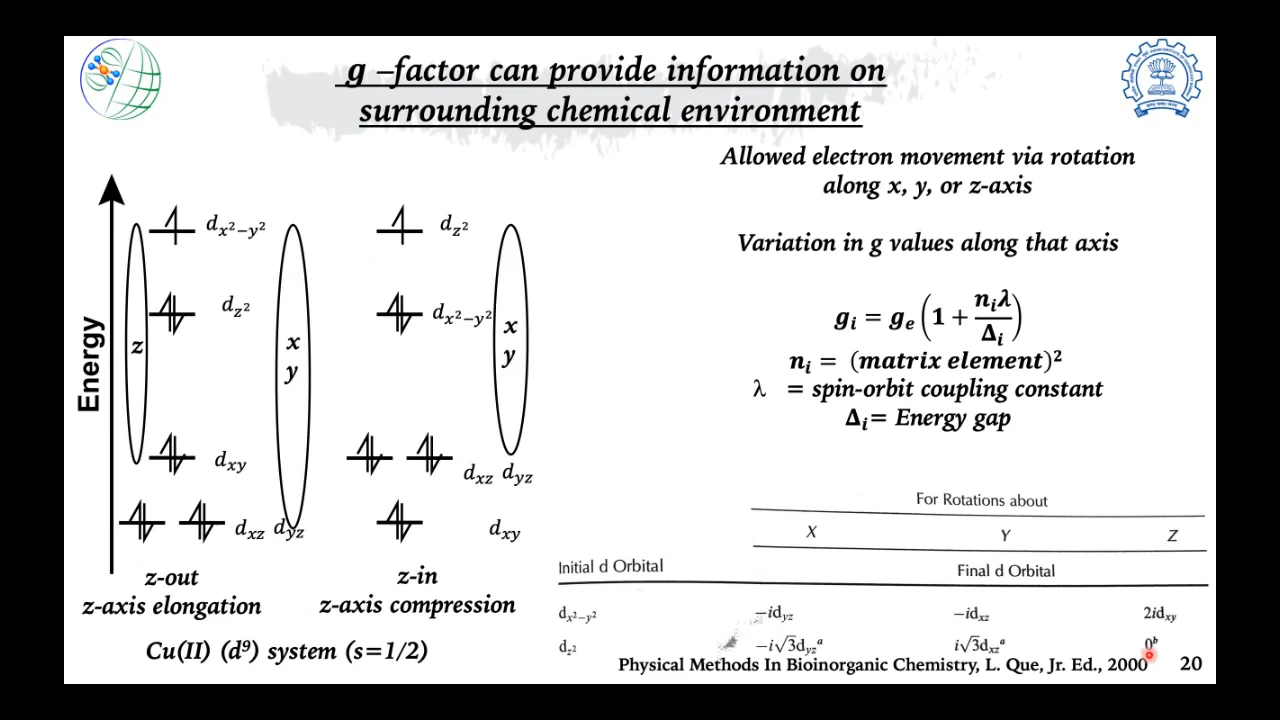 g –factor can provide information on
surrounding chemical environment
Allowed electron movement via rotation
along x, y, or z-axis
Variation in g values along that axis
gᵢ = gₑ(1 + nᵢλ/Δᵢ)
nᵢ = (matrix element)²
λ = spin-orbit coupling constant
Δᵢ = Energy gap
Energy
d_{x²−y²}
d_{z²}
d_{xy}
d_{xz} d_{yz}
z
x
y
z-out
z-axis elongation
d_{z²}
d_{x²−y²}
d_{xz} d_{yz}
d_{xy}
x
y
z-in
z-axis compression
Cu(II) (d⁹) system (s=1/2)
For Rotations about
X Y Z
Initial d Orbital Final d Orbital
d_{x²−y²} −id_{yz} −id_{xz} 2id_{xy}
d_{z²} −i√3d_{yz}ᵃ i√3d_{xz}ᵃ 0ᵇ
Physical Methods In Bioinorganic Chemistry, L. Que, Jr. Ed., 2000 20